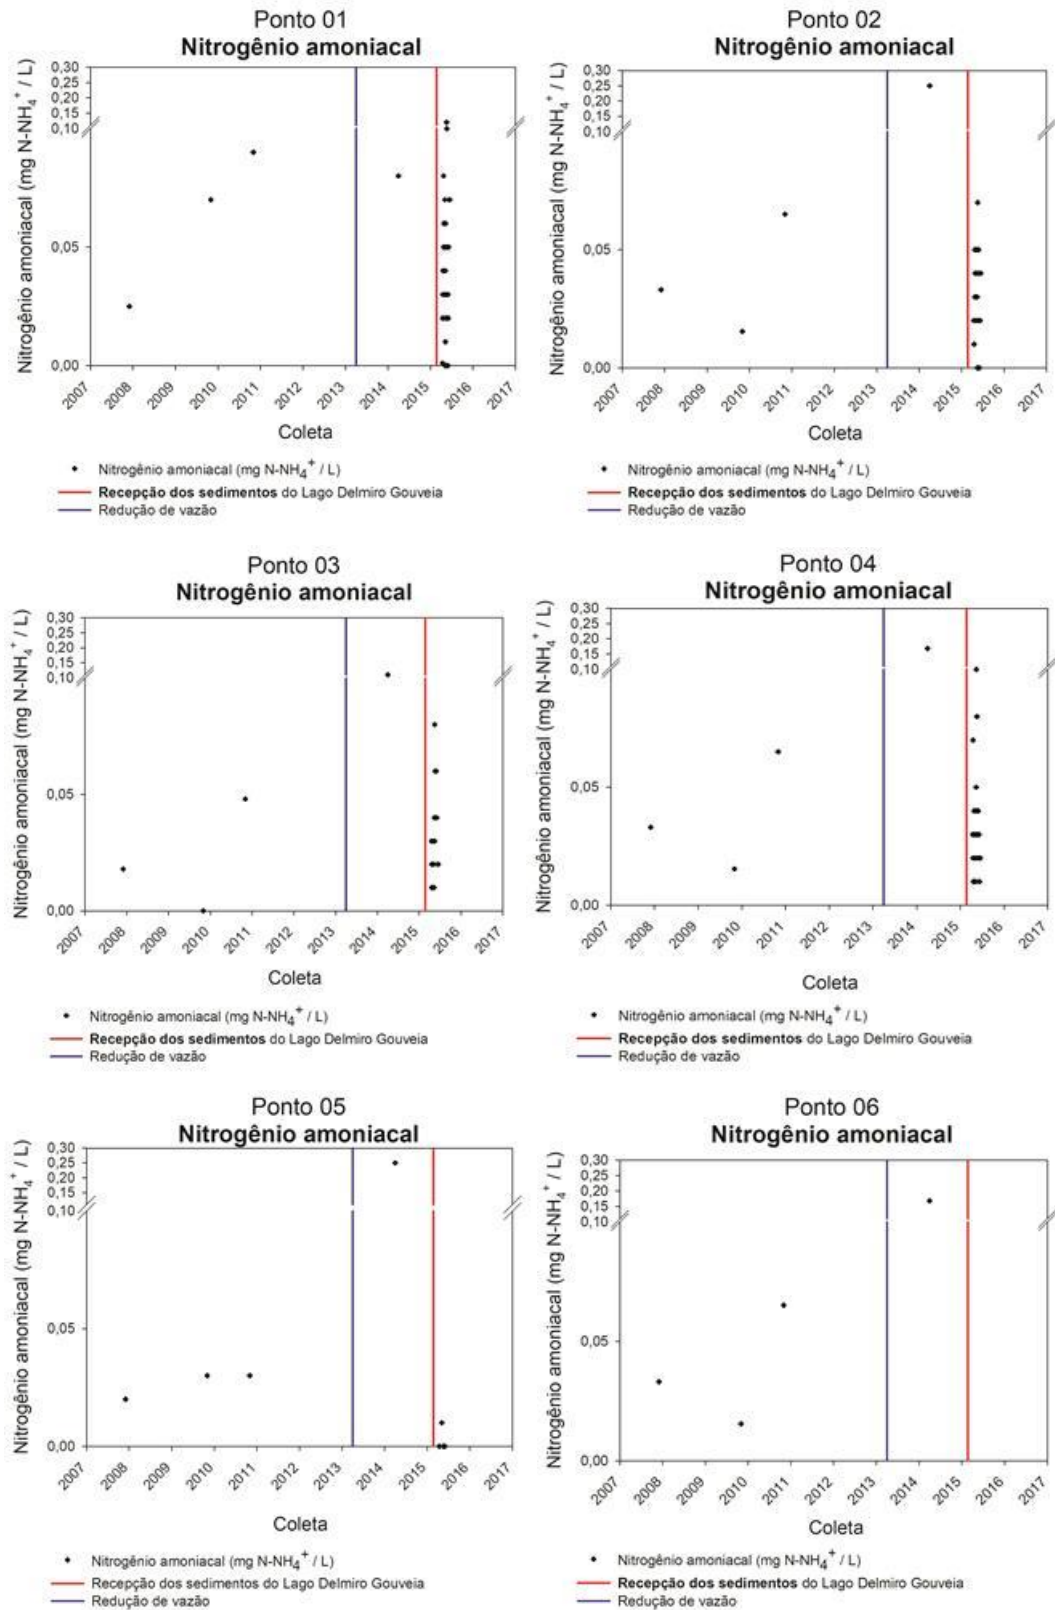 Ponto 01
Nitrogênio amoniacal
Nitrogênio amoniacal (mg N-NH₄⁺ / L)
0,30
0,25
0,20
0,15
0,10
0,05
0,00
2007 2008 2009 2010 2011 2012 2013 2014 2015 2016 2017
Coleta
Nitrogênio amoniacal (mg N-NH₄⁺ / L)
Recepção dos sedimentos do Lago Delmiro Gouveia
Redução de vazão
Ponto 02
Nitrogênio amoniacal
Nitrogênio amoniacal (mg N-NH₄⁺ / L)
0,30
0,25
0,20
0,15
0,10
0,05
0,00
2007 2008 2009 2010 2011 2012 2013 2014 2015 2016 2017
Coleta
Nitrogênio amoniacal (mg N-NH₄⁺ / L)
Recepção dos sedimentos do Lago Delmiro Gouveia
Redução de vazão
Ponto 03
Nitrogênio amoniacal
Nitrogênio amoniacal (mg N-NH₄⁺ / L)
0,30
0,25
0,20
0,15
0,10
0,05
0,00
2007 2008 2009 2010 2011 2012 2013 2014 2015 2016 2017
Coleta
Nitrogênio amoniacal (mg N-NH₄⁺ / L)
Recepção dos sedimentos do Lago Delmiro Gouveia
Redução de vazão
Ponto 04
Nitrogênio amoniacal
Nitrogênio amoniacal (mg N-NH₄⁺ / L)
0,30
0,25
0,20
0,15
0,10
0,05
0,00
2007 2008 2009 2010 2011 2012 2013 2014 2015 2016 2017
Coleta
Nitrogênio amoniacal (mg N-NH₄⁺ / L)
Recepção dos sedimentos do Lago Delmiro Gouveia
Redução de vazão
Ponto 05
Nitrogênio amoniacal
Nitrogênio amoniacal (mg N-NH₄⁺ / L)
0,30
0,25
0,20
0,15
0,10
0,05
0,00
2007 2008 2009 2010 2011 2012 2013 2014 2015 2016 2017
Coleta
Nitrogênio amoniacal (mg N-NH₄⁺ / L)
Recepção dos sedimentos do Lago Delmiro Gouveia
Redução de vazão
Ponto 06
Nitrogênio amoniacal
Nitrogênio amoniacal (mg N-NH₄⁺ / L)
0,30
0,25
0,20
0,15
0,10
0,05
0,00
2007 2008 2009 2010 2011 2012 2013 2014 2015 2016 2017
Coleta
Nitrogênio amoniacal (mg N-NH₄⁺ / L)
Recepção dos sedimentos do Lago Delmiro Gouveia
Redução de vazão